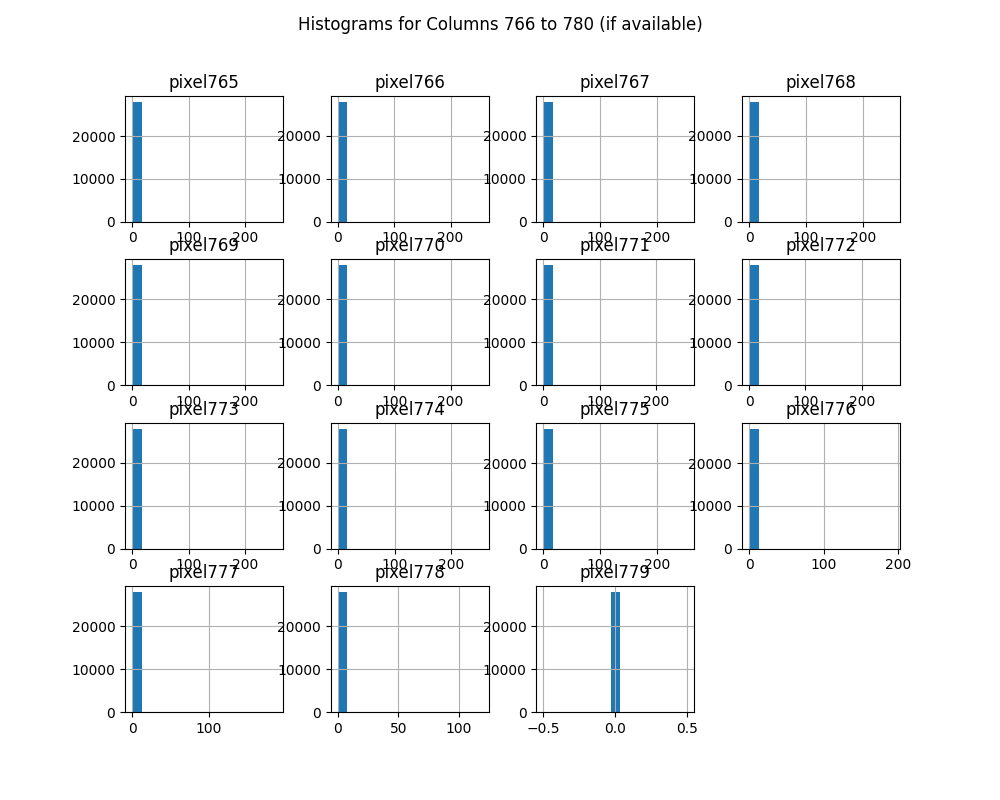 Histograms for Columns 766 to 780 (if available)
pixel765 pixel766 pixel767 pixel768
20000 20000 20000 20000
10000 10000 10000 10000
0 0 0 0
0 100 200 0 100 200 0 100 200 0 100 200
pixel769 pixel770 pixel771 pixel772
20000 20000 20000 20000
10000 10000 10000 10000
0 0 0 0
0 100 200 0 100 200 0 100 200 0 100 200
pixel773 pixel774 pixel775 pixel776
20000 20000 20000 20000
10000 10000 10000 10000
0 0 0 0
0 100 200 0 100 200 0 100 200 0 100 200
pixel777 pixel778 pixel779
20000 20000 20000
10000 10000 10000
0 0 0
0 100 0 50 100 −0.5 0.0 0.5